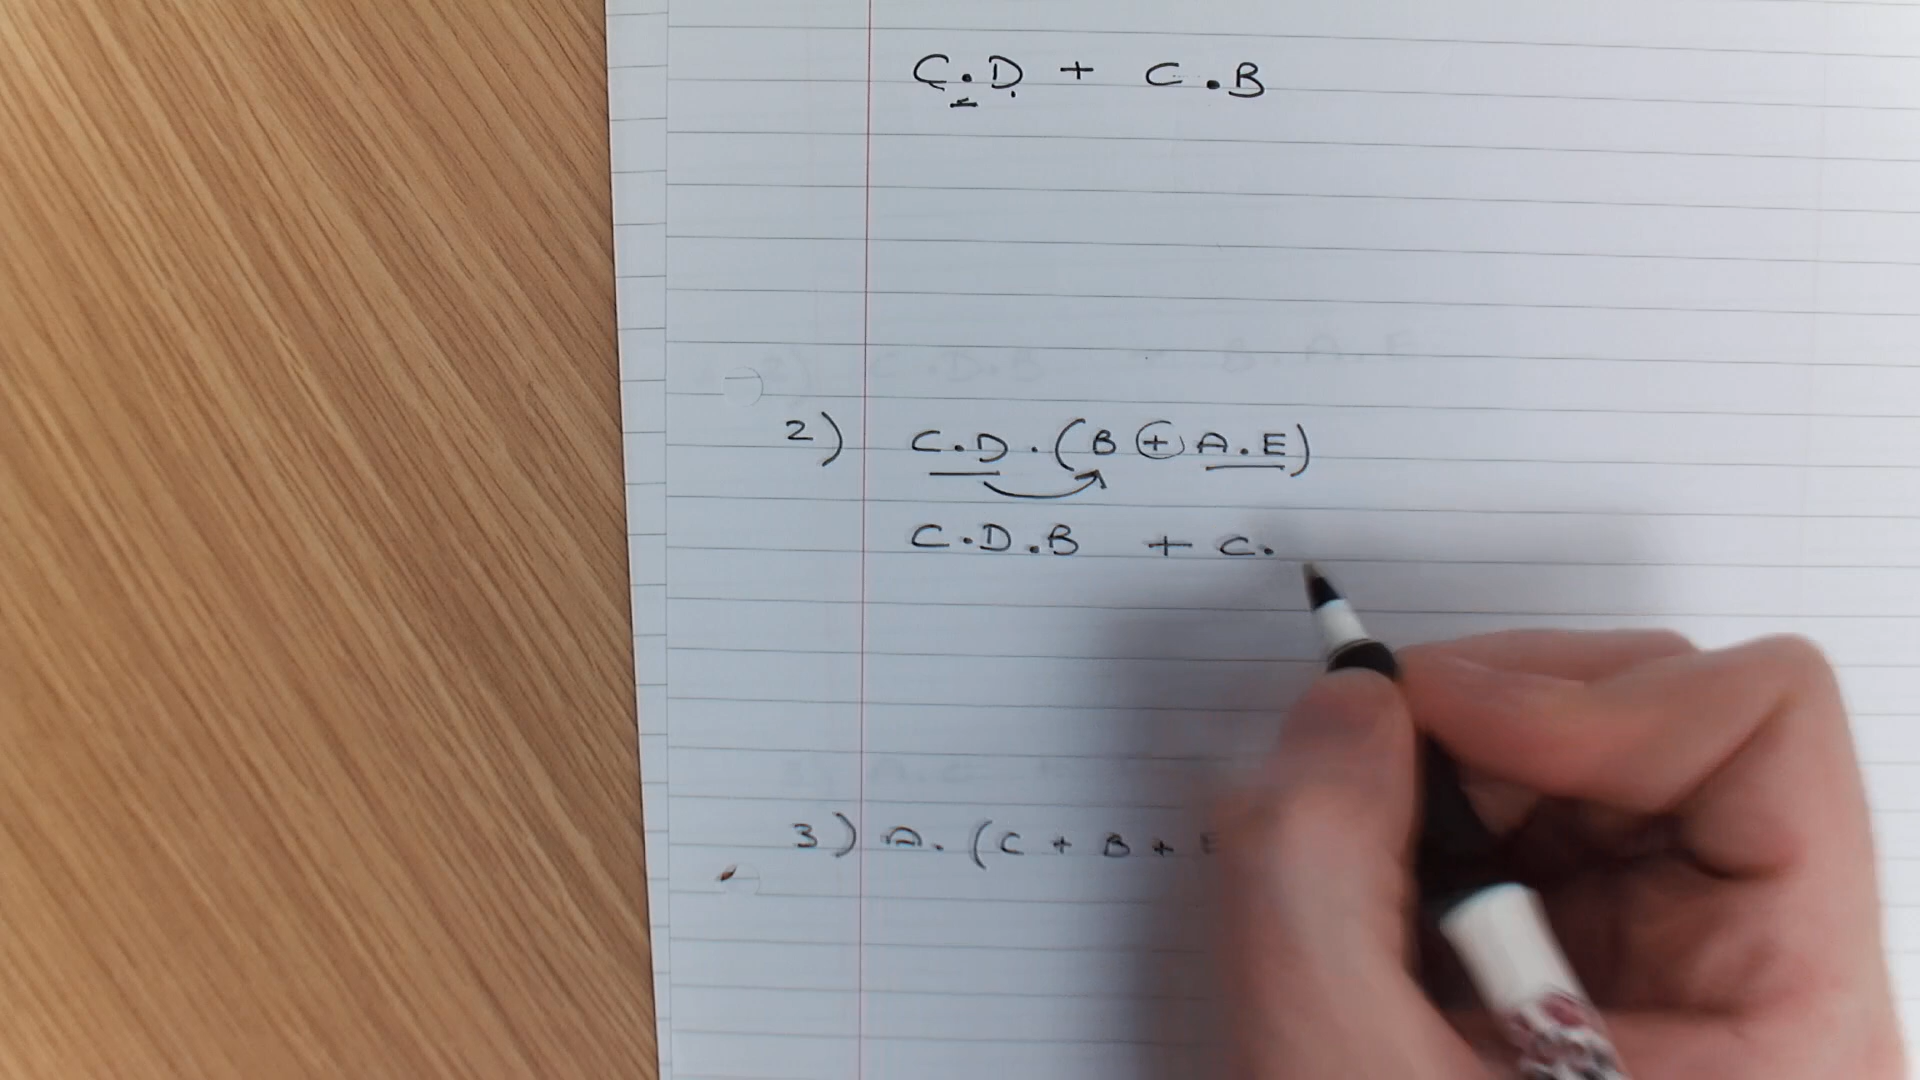 C.D + C.B
2) C.D.(B + A.E)
C.D.B + C.
3) A.(C + B +